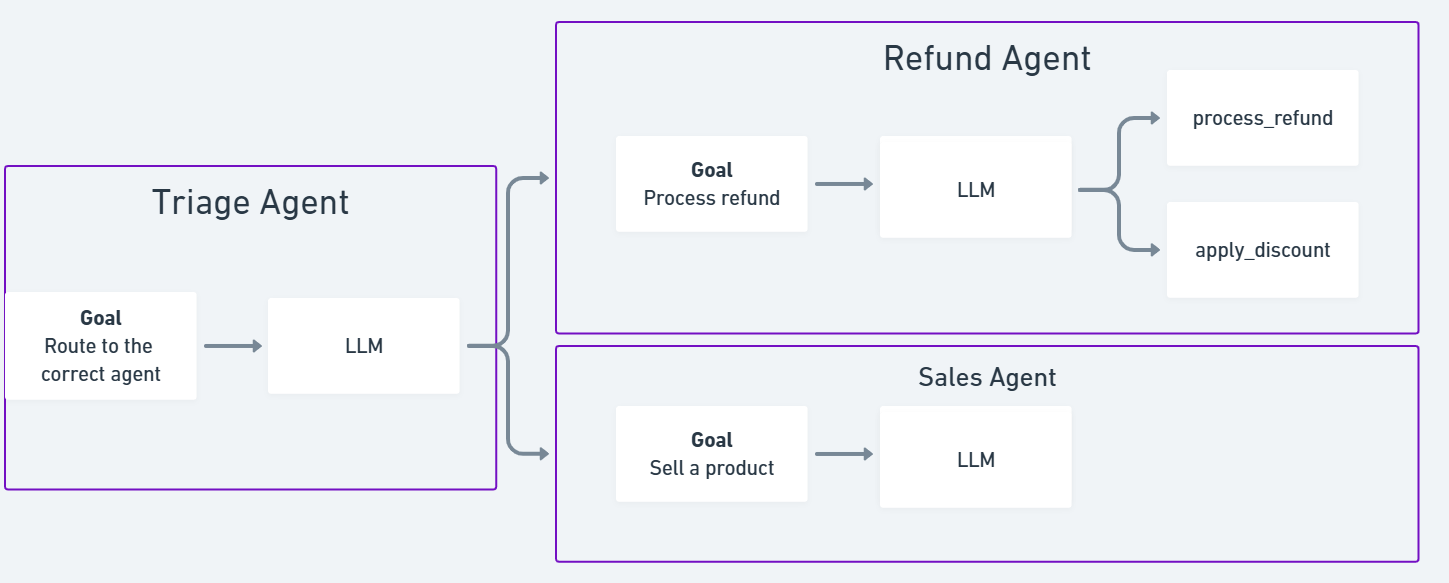 Triage Agent
Goal
Route to the
correct agent
LLM
Refund Agent
Goal
Process refund
LLM
process_refund
apply_discount
Sales Agent
Goal
Sell a product
LLM